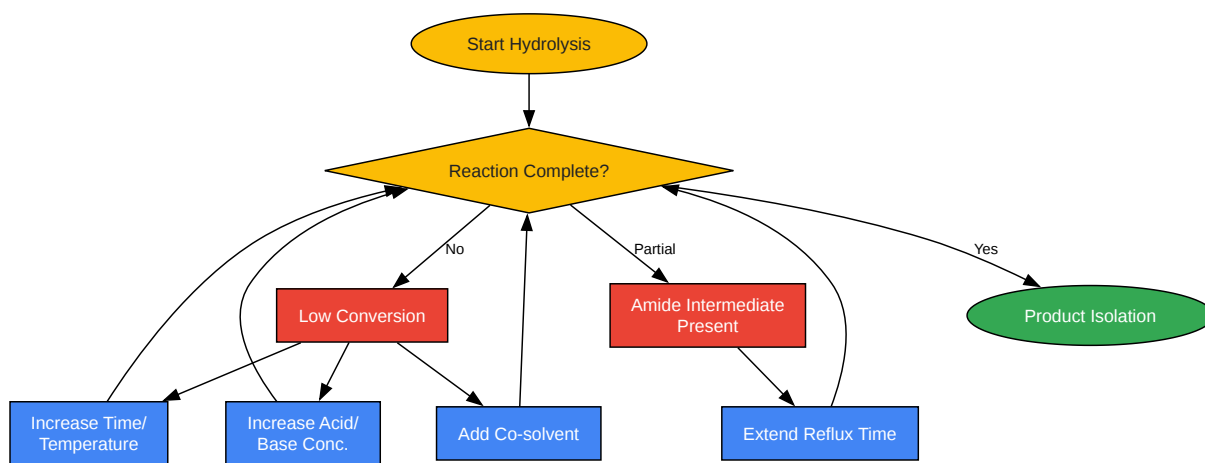 Start Hydrolysis
Reaction Complete?
No
Partial
Yes
Low Conversion
Amide Intermediate
Present
Product Isolation
Increase Time/
Temperature
Increase Acid/
Base Conc.
Add Co-solvent
Extend Reflux Time